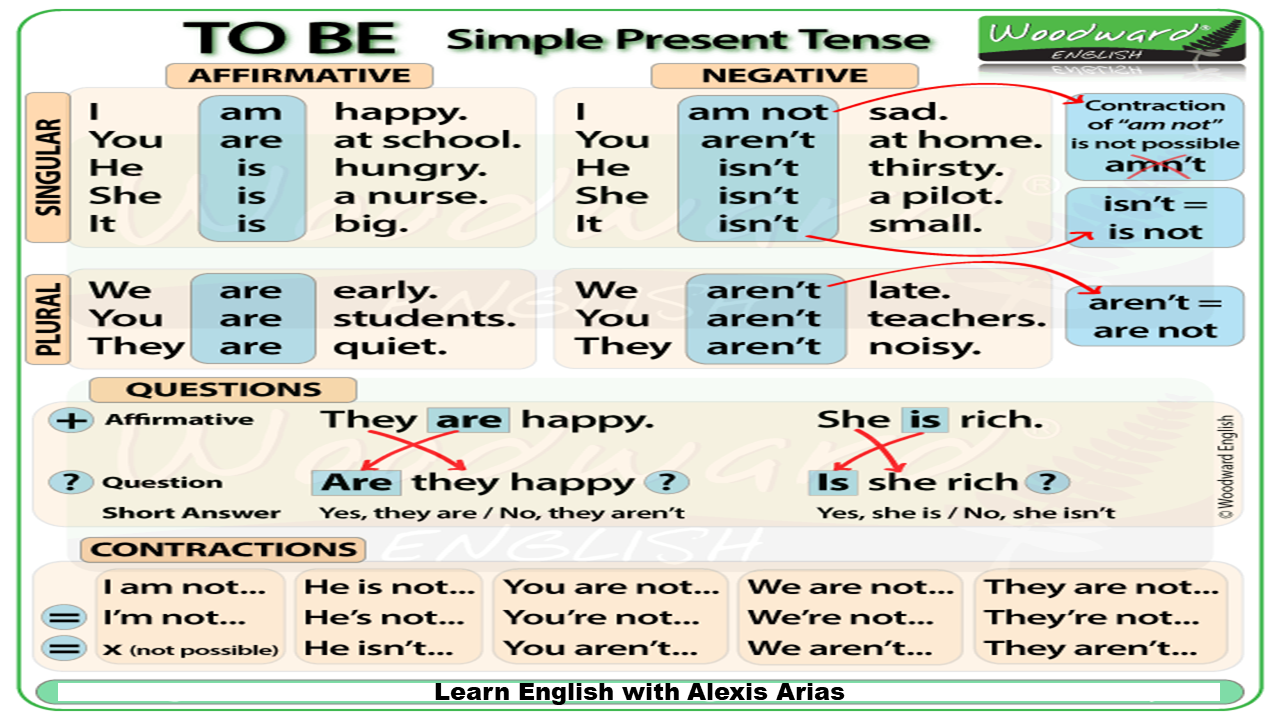 TO BE Simple Present Tense
Woodward®
ENGLISH
AFFIRMATIVE
SINGULAR
I am happy.
You are at school.
He is hungry.
She is a nurse.
It is big.
PLURAL
We are early.
You are students.
They are quiet.
NEGATIVE
I am not sad.
You aren't at home.
He isn't thirsty.
She isn't a pilot.
It isn't small.
We aren't late.
You aren't teachers.
They aren't noisy.
Contraction
of “am not”
is not possible
amn't
isn't =
is not
aren't =
are not
QUESTIONS
+ Affirmative They are happy. She is rich.
? Question Are they happy ? Is she rich ?
Short Answer Yes, they are / No, they aren't Yes, she is / No, she isn't
© Woodward English
CONTRACTIONS
I am not... He is not... You are not... We are not... They are not...
= I'm not... He's not... You're not... We're not... They're not...
= x (not possible) He isn't... You aren't... We aren't... They aren't...
Learn English with Alexis Arias
Woodward®
ENGLISH
Woodward®
ENGLISH